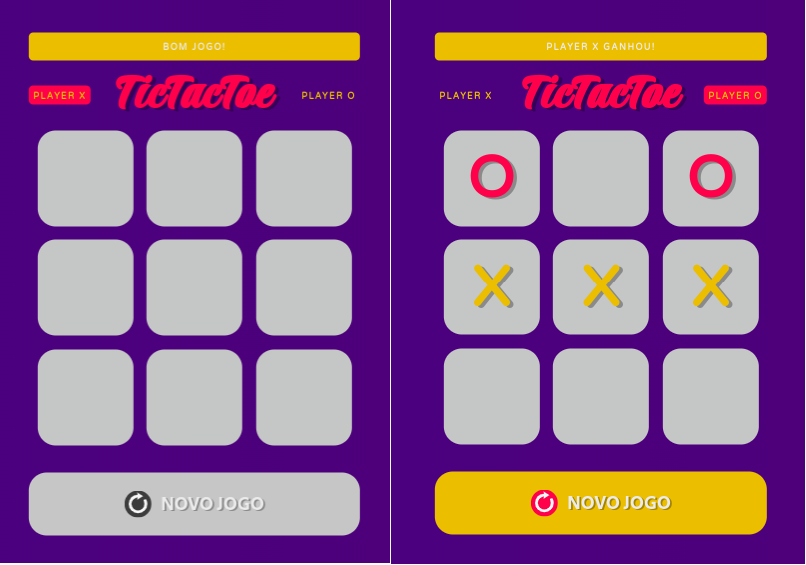 BOM JOGO!
PLAYER X TicTacToe PLAYER O
NOVO JOGO
PLAYER X GANHOU!
PLAYER X TicTacToe PLAYER O
O O
X X X
NOVO JOGO